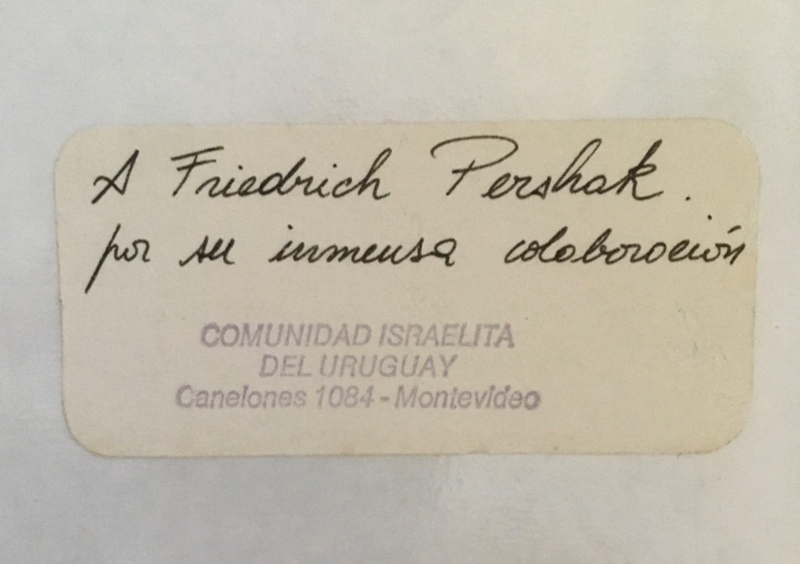 A Friedrich Pershak.
por su inmensa colaboración
COMUNIDAD ISRAELITA
DEL URUGUAY
Canelones 1084 - Montevideo